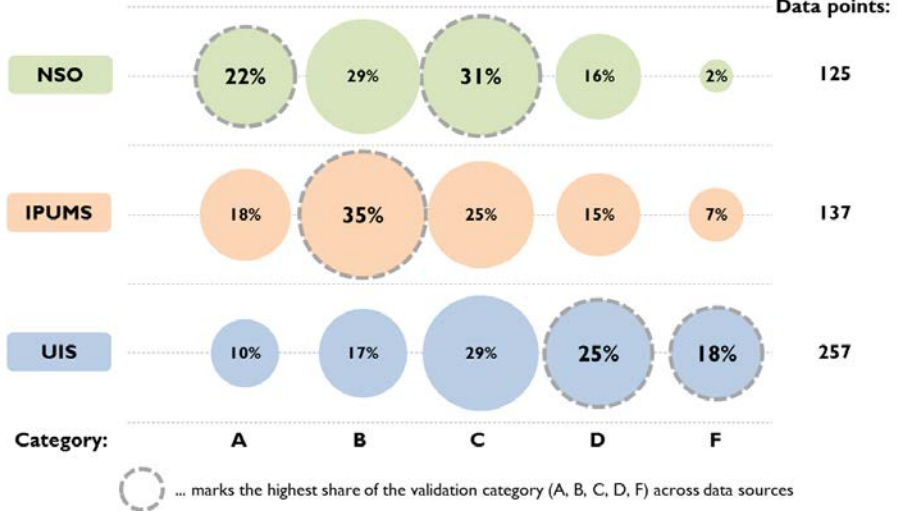 Data points:
NSO 22% 29% 31% 16% 2% 125
IPUMS 18% 35% 25% 15% 7% 137
UIS 10% 17% 29% 25% 18% 257
Category: A B C D F
... marks the highest share of the validation category (A, B, C, D, F) across data sources